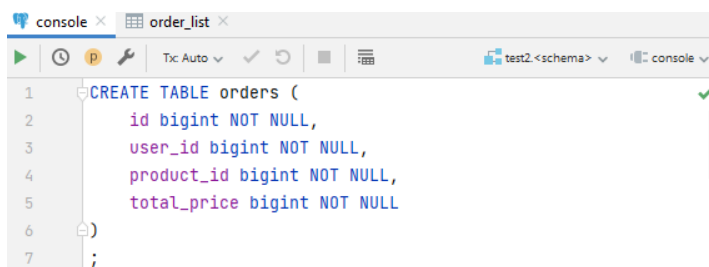 console order_list
P Tx: Auto test2.<schema> console
1 CREATE TABLE orders (
2 id bigint NOT NULL,
3 user_id bigint NOT NULL,
4 product_id bigint NOT NULL,
5 total_price bigint NOT NULL
6 )
7 ;